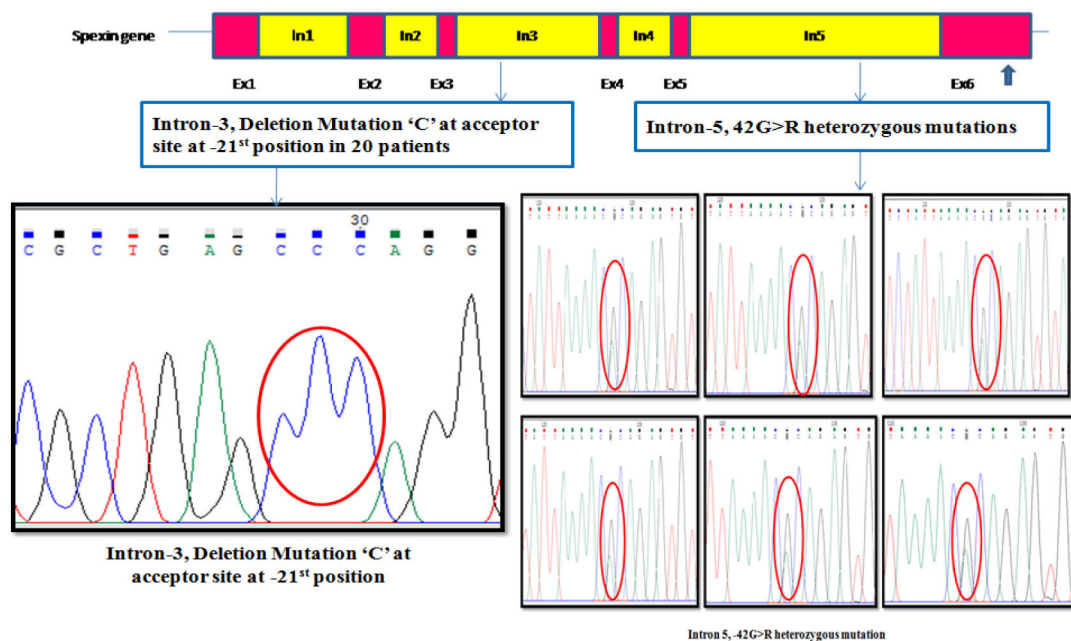 Spexin gene
In1 In2 In3 In4 In5
Ex1 Ex2 Ex3 Ex4 Ex5 Ex6
Intron-3, Deletion Mutation ‘C’ at acceptor
site at -21st position in 20 patients
Intron-5, 42G>R heterozygous mutations
30
C G C T G A G C C C A G G
Intron-3, Deletion Mutation ‘C’ at
acceptor site at -21st position
Intron 5, -42G>R heterozygous mutation